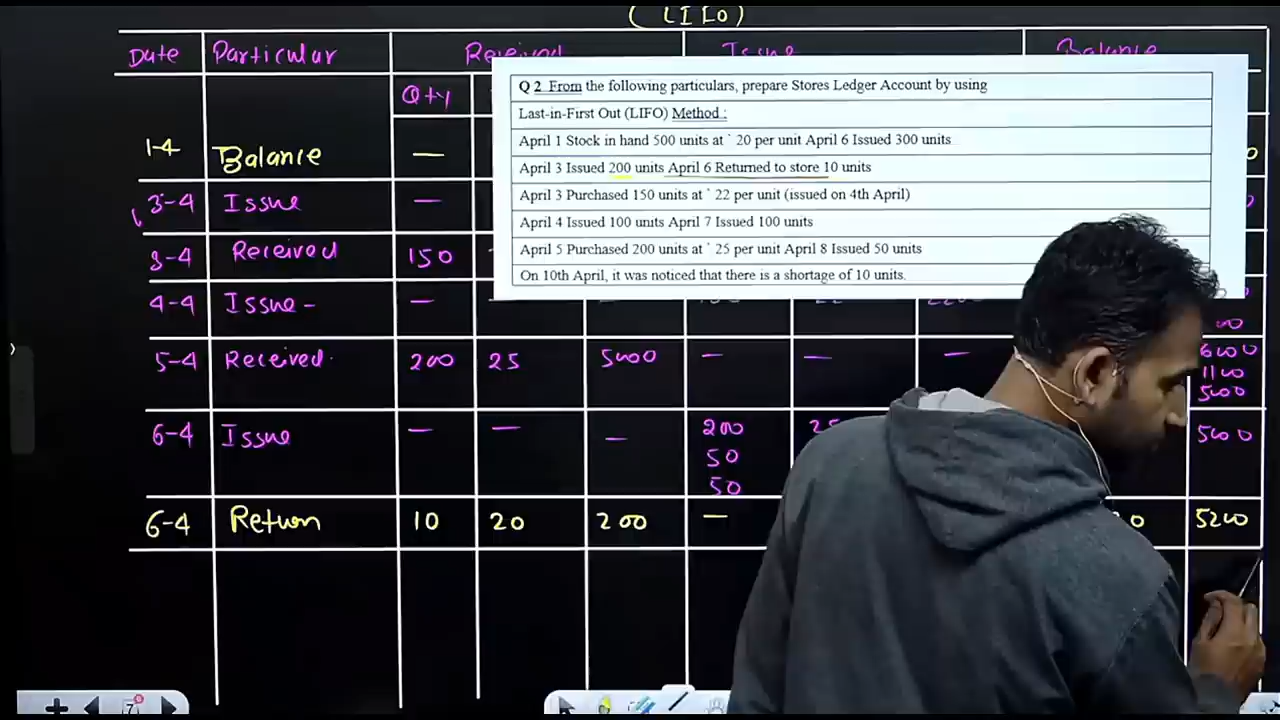 (LIFO)
Date Particular Received Issue Balance
Qty
Q 2 From the following particulars, prepare Stores Ledger Account by using
Last-in-First Out (LIFO) Method :
April 1 Stock in hand 500 units at ` 20 per unit April 6 Issued 300 units
April 3 Issued 200 units April 6 Returned to store 10 units
April 3 Purchased 150 units at ` 22 per unit (issued on 4th April)
April 4 Issued 100 units April 7 Issued 100 units
April 5 Purchased 200 units at ` 25 per unit April 8 Issued 50 units
On 10th April, it was noticed that there is a shortage of 10 units.
1-4 Balance —
3-4 Issue —
3-4 Received 150
4-4 Issue - —
5-4 Received 200 25 5000 — — — 6000
1100
5000
6-4 Issue — — — 200 25 5000
50
50
6-4 Return 10 20 200 — 5200